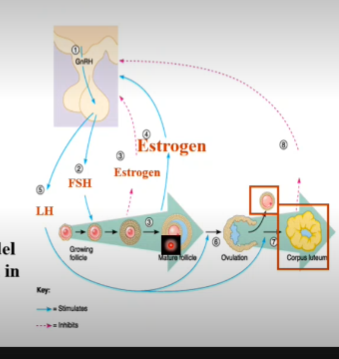 ①
GnRH
④
Estrogen
③
Estrogen
②
FSH
⑤
LH
⑧
③
Growing
follicle
Mature follicle
⑥
Ovulation
⑦
Corpus luteum
del
in
Key:
= Stimulates
= Inhibits